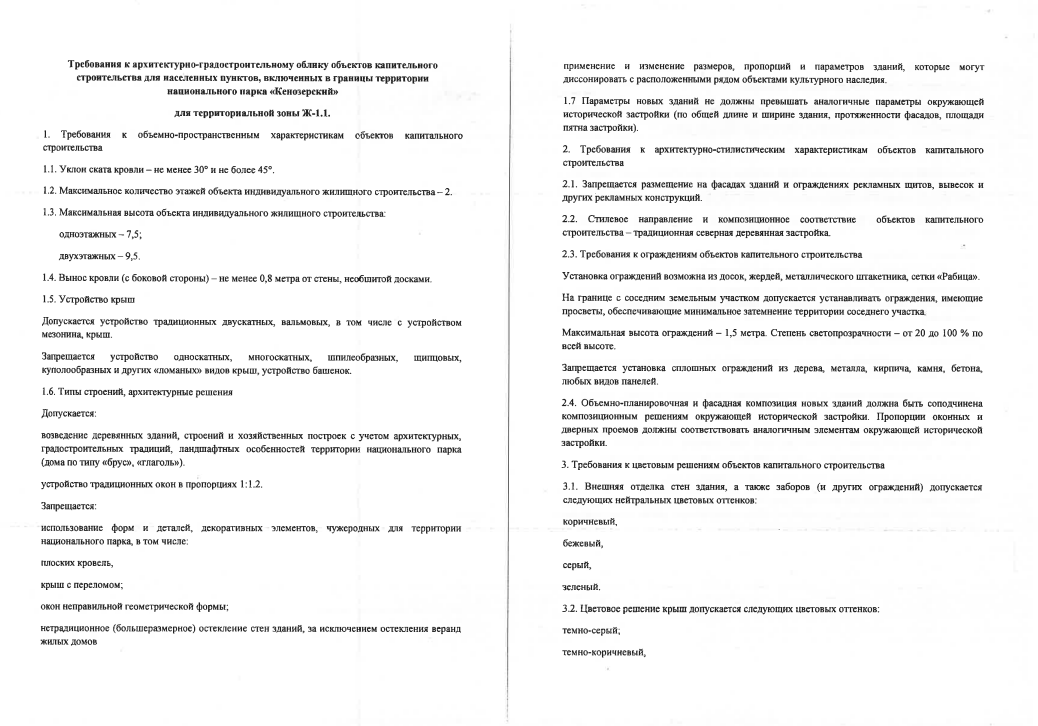 Требования к архитектурно-градостроительному облику объектов капительного
строительства для населенных пунктов, включенных в границы территории
национального парка «Кенозерский»
для территориальной зоны Ж-1.1.
1. Требования к объемно-пространственным характеристикам объектов капитального
строительства
1.1. Уклон ската кровли – не менее 30° и не более 45°.
1.2. Максимальное количество этажей объекта индивидуального жилищного строительства – 2.
1.3. Максимальная высота объекта индивидуального жилищного строительства:
одноэтажных – 7,5;
двухэтажных – 9,5.
1.4. Вынос кровли (с боковой стороны) – не менее 0,8 метра от стены, необшитой досками.
1.5. Устройство крыш
Допускается устройство традиционных двускатных, вальмовых, в том числе с устройством
мезонина, крыш.
Запрещается устройство односкатных, многоскатных, шпилеобразных, щипцовых,
куполообразных и других «ломаных» видов крыш, устройство башенок.
1.6. Типы строений, архитектурные решения
Допускается:
возведение деревянных зданий, строений и хозяйственных построек с учетом архитектурных,
градостроительных традиций, ландшафтных особенностей территории национального парка
(дома по типу «брус», «глаголь»).
устройство традиционных окон в пропорциях 1:1.2.
Запрещается:
использование форм и деталей, декоративных элементов, чужеродных для территории
национального парка, в том числе:
плоских кровель,
крыш с переломом;
окон неправильной геометрической формы;
нетрадиционное (большеразмерное) остекление стен зданий, за исключением остекления веранд
жилых домов
применение и изменение размеров, пропорций и параметров зданий, которые могут
диссонировать с расположенными рядом объектами культурного наследия.
1.7 Параметры новых зданий не должны превышать аналогичные параметры окружающей
исторической застройки (по общей длине и ширине здания, протяженности фасадов, площади
пятна застройки).
2. Требования к архитектурно-стилистическим характеристикам объектов капитального
строительства
2.1. Запрещается размещение на фасадах зданий и ограждениях рекламных щитов, вывесок и
других рекламных конструкций.
2.2. Стилевое направление и композиционное соответствие объектов капительного
строительства – традиционная северная деревянная застройка.
2.3. Требования к ограждениям объектов капитального строительства
Установка ограждений возможна из досок, жердей, металлического штакетника, сетки «Рабица».
На границе с соседним земельным участком допускается устанавливать ограждения, имеющие
просветы, обеспечивающие минимальное затемнение территории соседнего участка.
Максимальная высота ограждений – 1,5 метра. Степень светопрозрачности – от 20 до 100 % по
всей высоте.
Запрещается установка сплошных ограждений из дерева, металла, кирпича, камня, бетона,
любых видов панелей.
2.4. Объемно-планировочная и фасадная композиция новых зданий должна быть соподчинена
композиционным решениям окружающей исторической застройки. Пропорции оконных и
дверных проемов должны соответствовать аналогичным элементам окружающей исторической
застройки.
3. Требования к цветовым решениям объектов капитального строительства
3.1. Внешняя отделка стен здания, а также заборов (и других ограждений) допускается
следующих нейтральных цветовых оттенков:
коричневый,
бежевый,
серый,
зеленый.
3.2. Цветовое решение крыш допускается следующих цветовых оттенков:
темно-серый;
темно-коричневый,